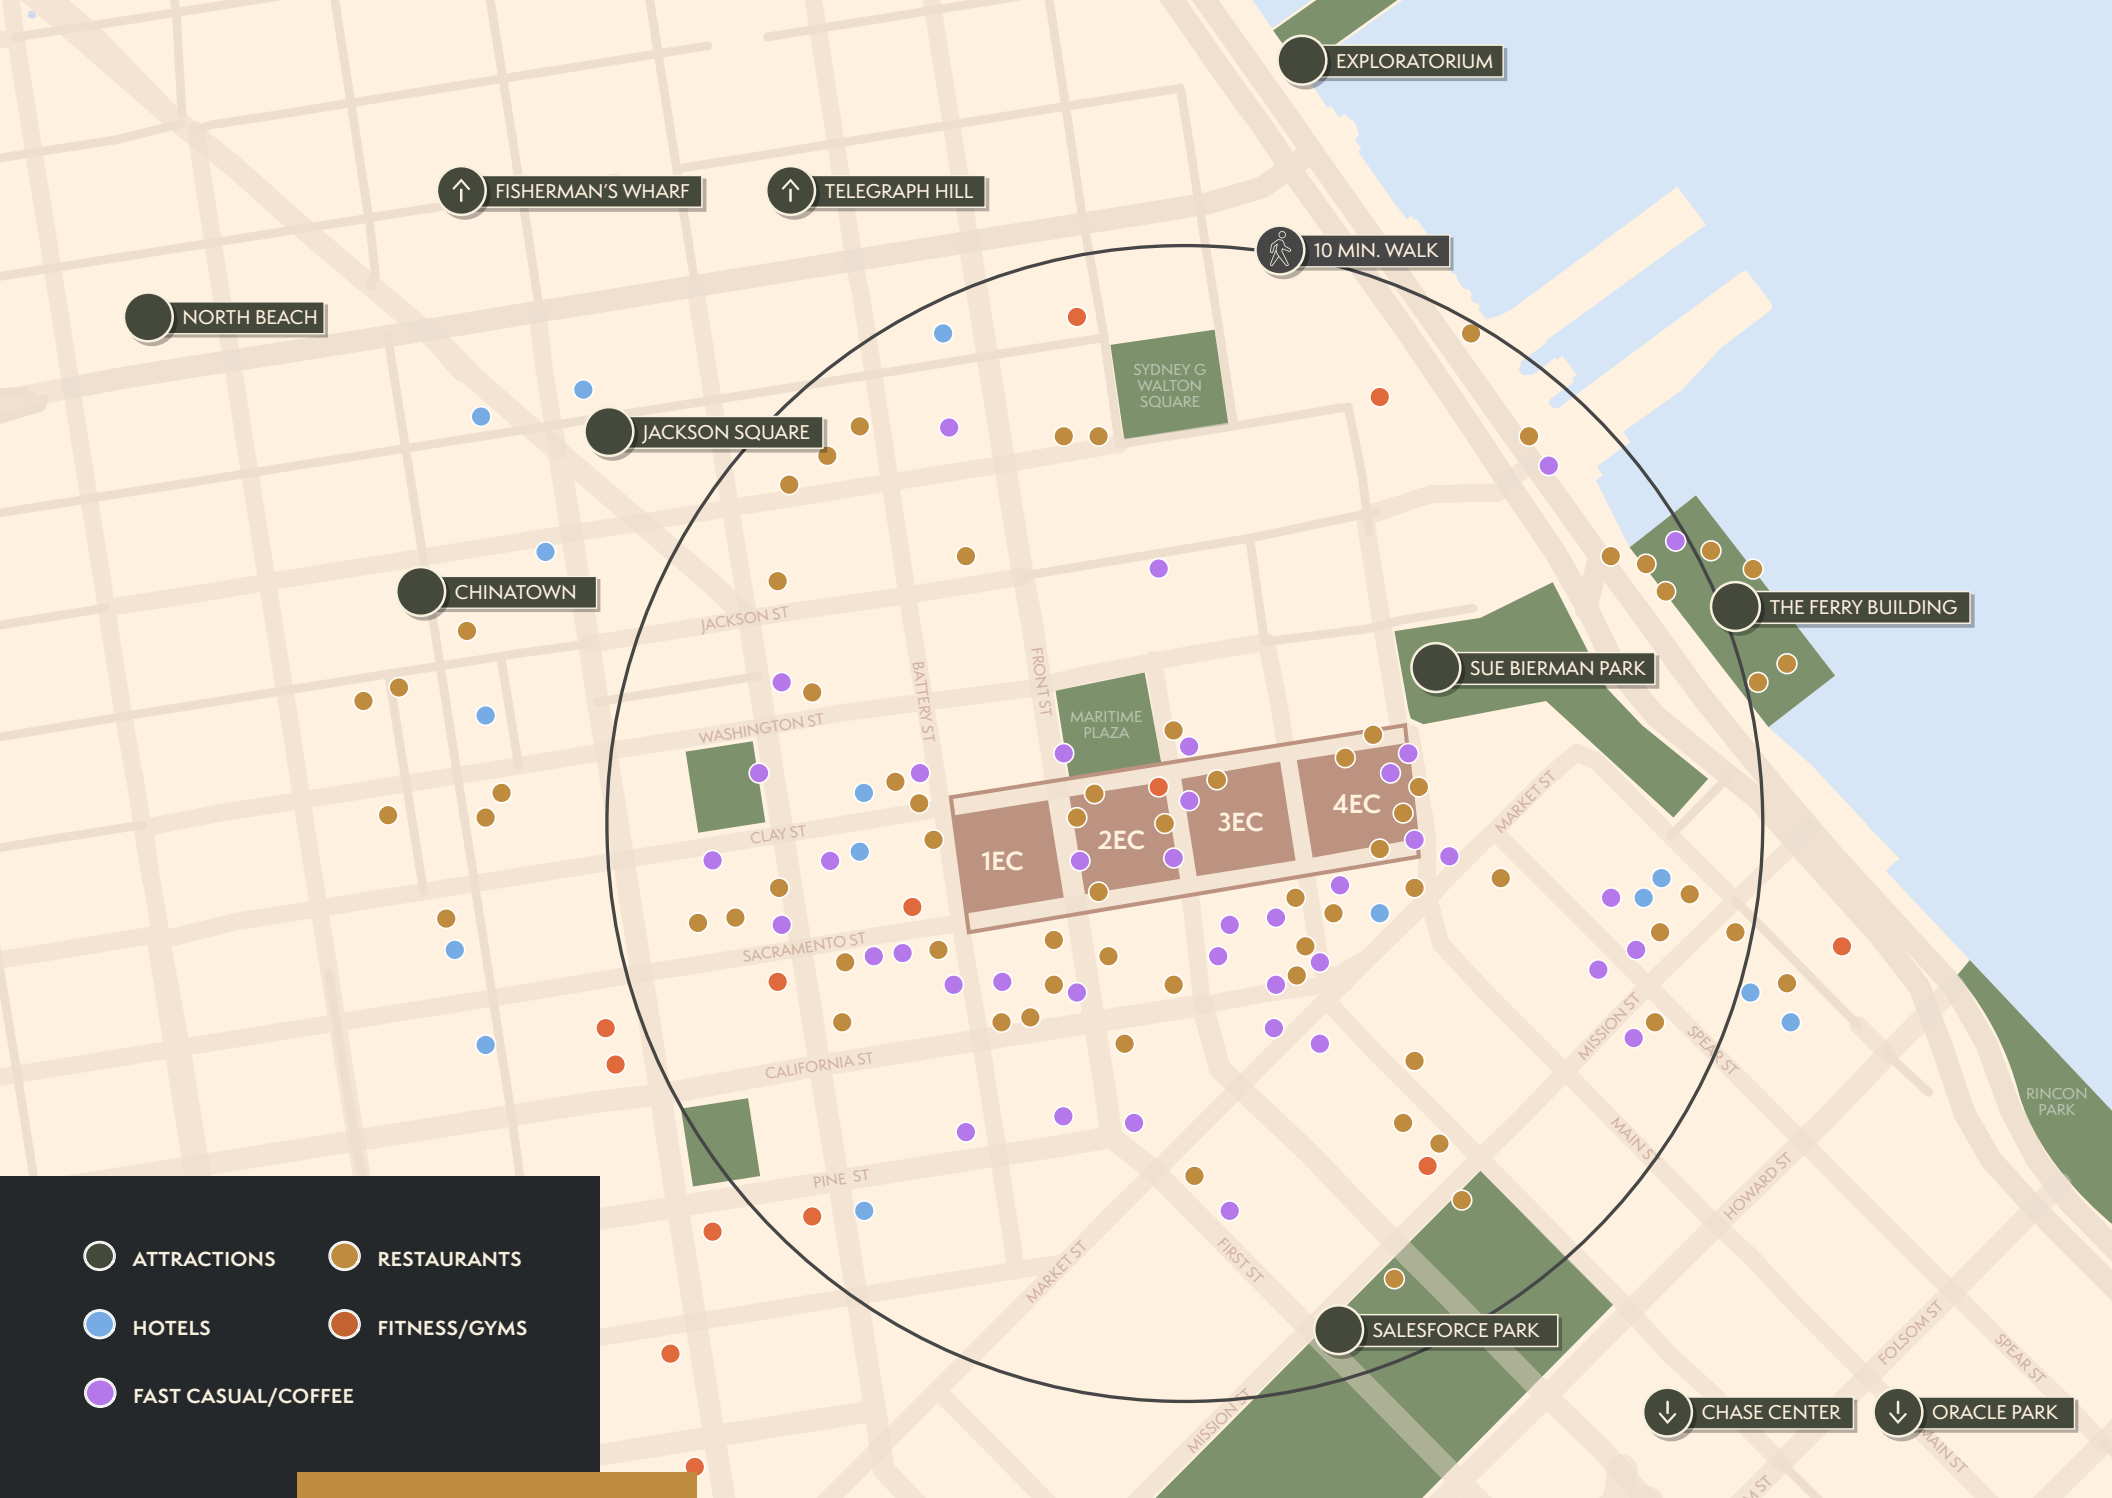 EXPLORATORIUM
FISHERMAN'S WHARF
TELEGRAPH HILL
10 MIN. WALK
NORTH BEACH
SYDNEY G
WALTON
SQUARE
JACKSON SQUARE
CHINATOWN
THE FERRY BUILDING
JACKSON ST
BATTERY ST
FRONT ST
SUE BIERMAN PARK
WASHINGTON ST
MARITIME
PLAZA
MARKET ST
CLAY ST
1EC
2EC
3EC
4EC
SACRAMENTO ST
CALIFORNIA ST
MISSION ST
SPEAR ST
RINCON
PARK
MAIN S
HOWARD ST
PINE ST
FIRST ST
MARKET ST
SALESFORCE PARK
FOLSOM ST
SPEAR ST
MISSION ST
CHASE CENTER
ORACLE PARK
MAIN ST
M ST
ATTRACTIONS
RESTAURANTS
HOTELS
FITNESS/GYMS
FAST CASUAL/COFFEE